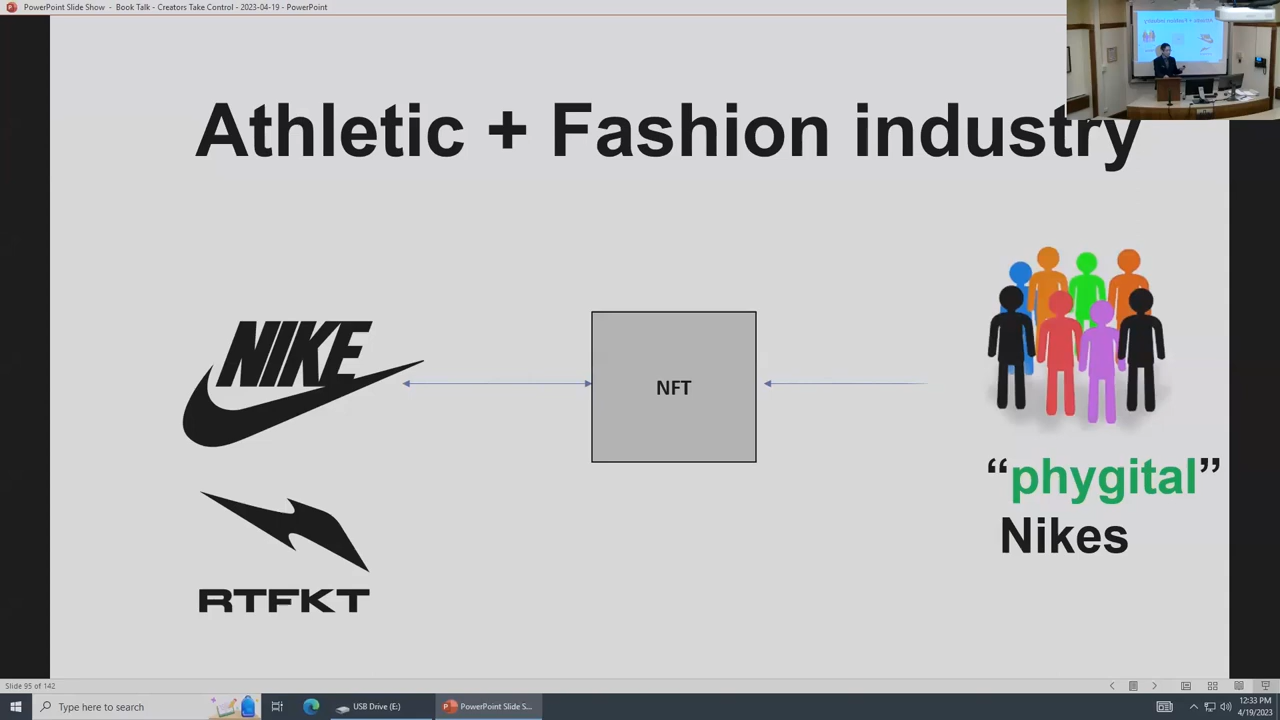 PowerPoint Slide Show - Book Talk - Creators Take Control - 2023-04-19 - PowerPoint
Athletic + Fashion industry
NIKE
NFT
RTFKT
“phygital”
Nikes
Slide 95 of 142
Type here to search
USB Drive (E:)
PowerPoint Slide S...
12:33 PM
4/19/2023